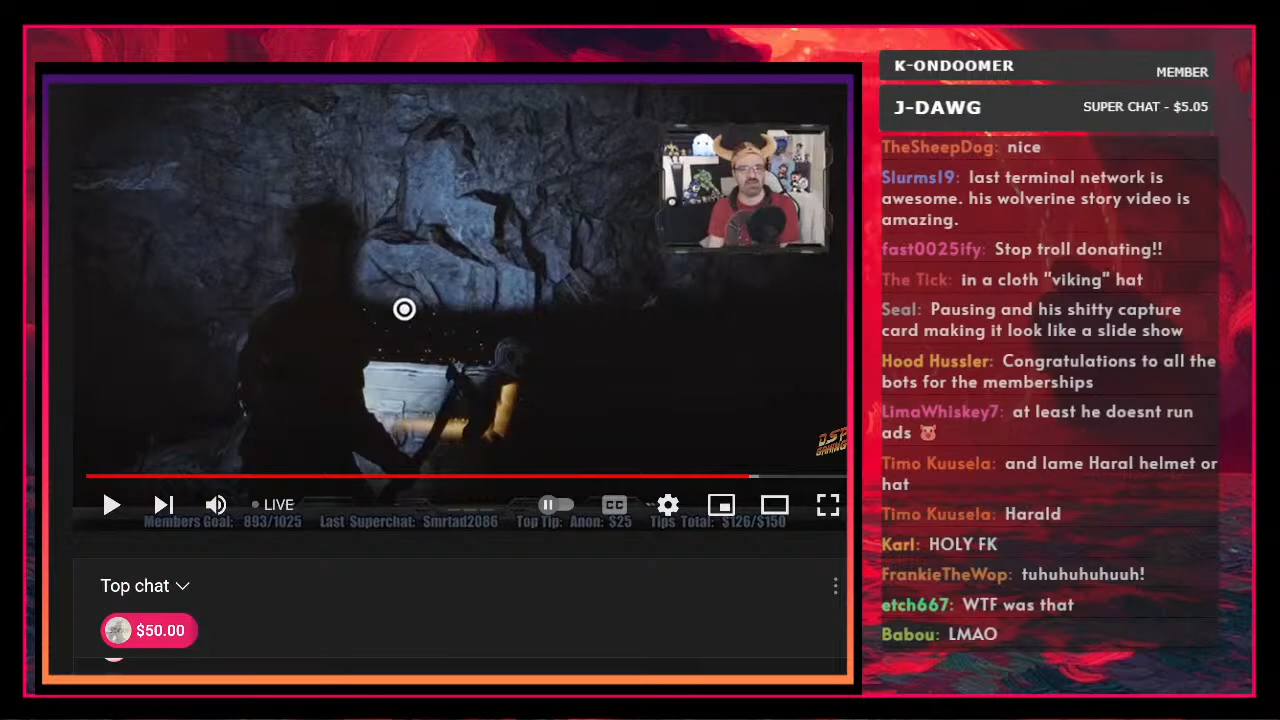 K-ONDOOMER
MEMBER
J-DAWG
SUPER CHAT - $5.05
TheSheepDog: nice
Slurmsl9: last terminal network is
awesome. his wolverine story video is
amazing.
fast0025ify: Stop troll donating!!
The Tick: in a cloth "viking" hat
Seal: Pausing and his shitty capture
card making it look like a slide show
Hood Hussler: Congratulations to all the
bots for the memberships
LimaWhiskey7: at least he doesnt run
ads 🐷
Timo Kuusela: and lame Haral helmet or
hat
Timo Kuusela: Harald
Karl: HOLY FK
FrankieTheWop: tuhuhuhuhuuh!
etch667: WTF was that
Babou: LMAO
DSP
GAMING
LIVE
CC
Members Goal: 893/1025 Last Superchat: Smrtad2086 Top Tip: Anon: $25 Tips Total: $126/$150
Top chat
$50.00